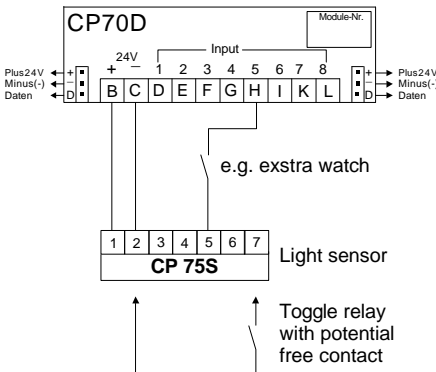 CP70D
Module-Nr.
24V
Input
+ − 1 2 3 4 5 6 7 8
Plus24V + + Plus24V
Minus(-) − − Minus(-)
Daten D D Daten
B C D E F G H I K L
e.g. exstra watch
1 2 3 4 5 6 7
CP 75S
Light sensor
Toggle relay
with potential
free contact